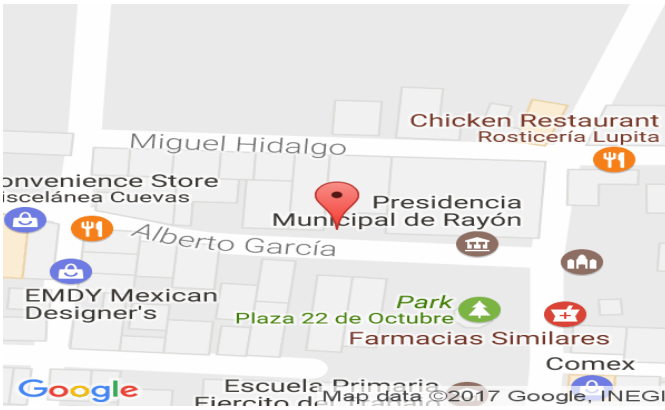 Chicken Restaurant
Rosticería Lupita
Miguel Hidalgo
onvenience Store
iscelánea Cuevas
Presidencia
Municipal de Rayón
Alberto García
EMDY Mexican
Designer's
Park
Plaza 22 de Octubre
Farmacias Similares
Comex
Google
Escuela Primaria
Map data ©2017 Google, INEGI